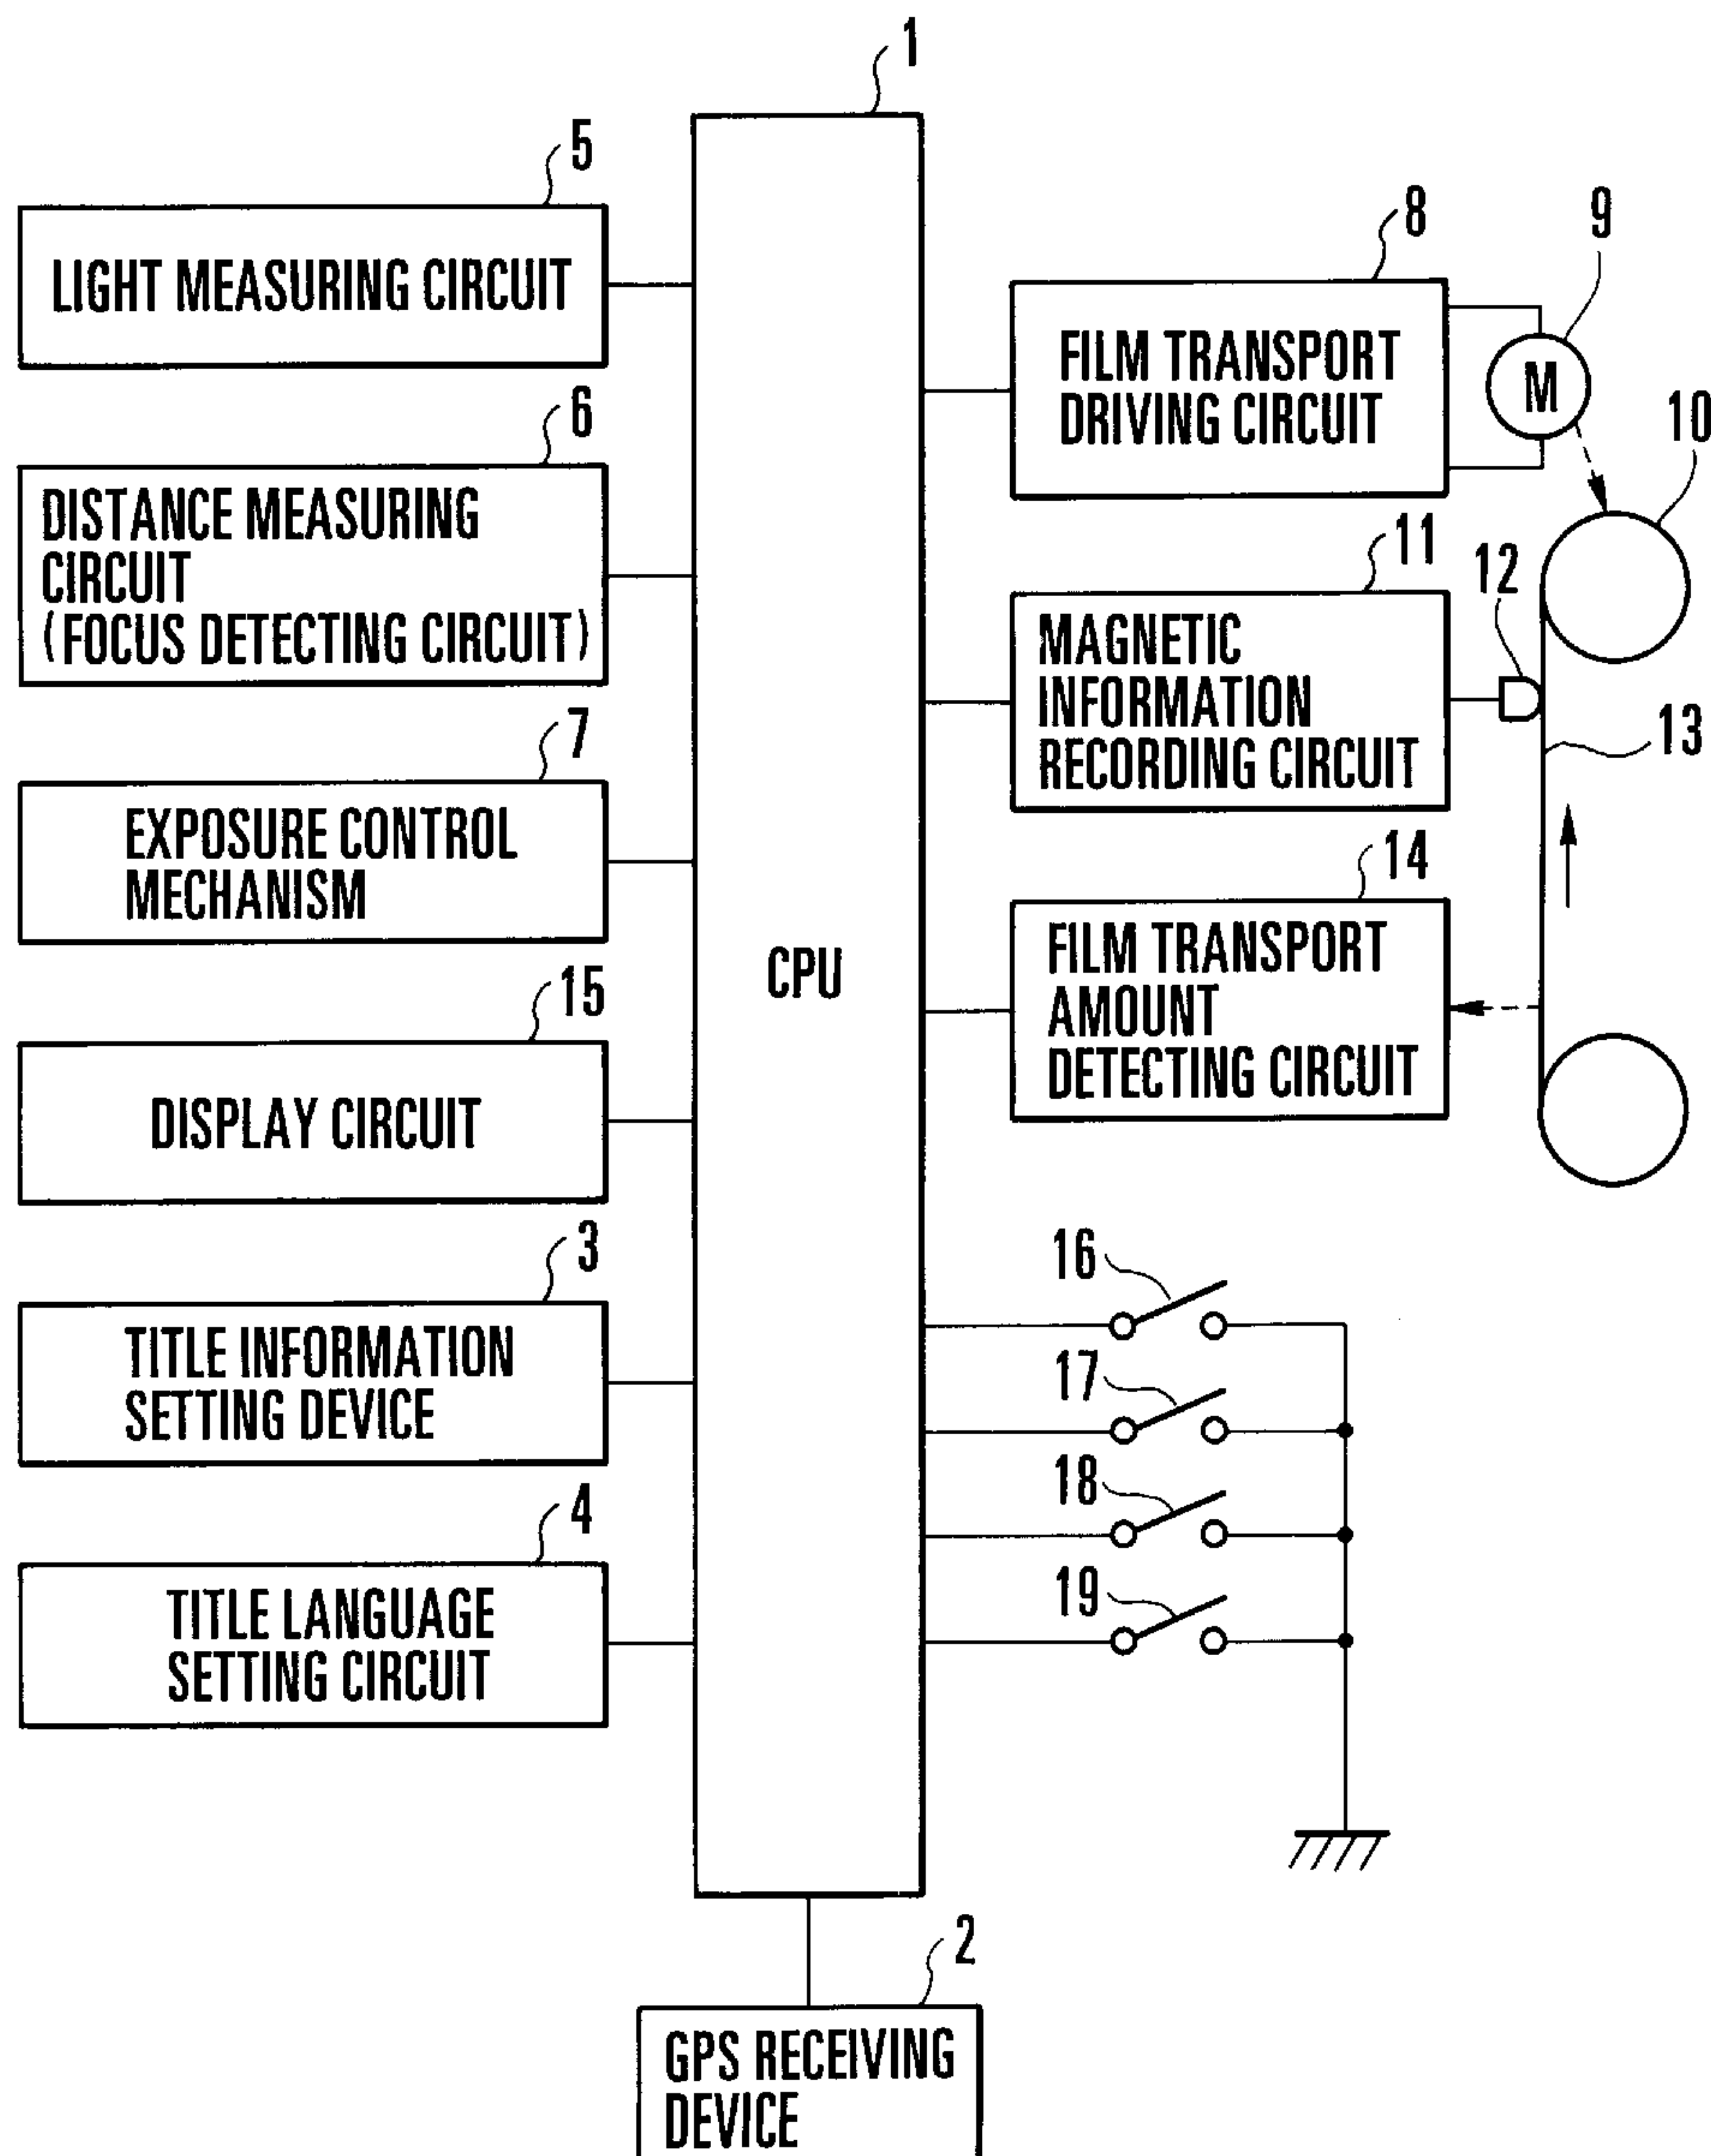 1
5
LIGHT MEASURING CIRCUIT
6
DISTANCE MEASURING
CIRCUIT
(FOCUS DETECTING CIRCUIT)
7
EXPOSURE CONTROL
MECHANISM
15
DISPLAY CIRCUIT
3
TITLE INFORMATION
SETTING DEVICE
4
TITLE LANGUAGE
SETTING CIRCUIT
CPU
8
FILM TRANSPORT
DRIVING CIRCUIT
9
M
10
11
MAGNETIC
INFORMATION
RECORDING CIRCUIT
12
13
14
FILM TRANSPORT
AMOUNT
DETECTING CIRCUIT
16
17
18
19
2
GPS RECEIVING
DEVICE